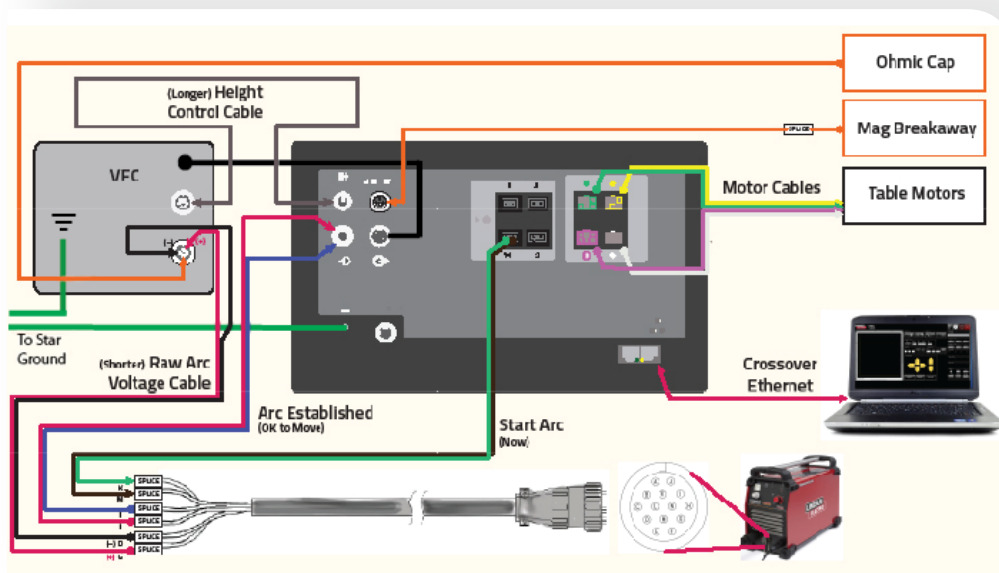 Ohmic Cap
(Longer) Height
Control Cable
SPLICE
Mag Breakaway
VFC
Motor Cables
Table Motors
(-)
(+)
To Star
Ground
(Shorter) Raw Arc
Voltage Cable
Crossover
Ethernet
Arc Established
(OK to Move)
Start Arc
(Now)
SPLICE
SPLICE
SPLICE
SPLICE
SPLICE
SPLICE